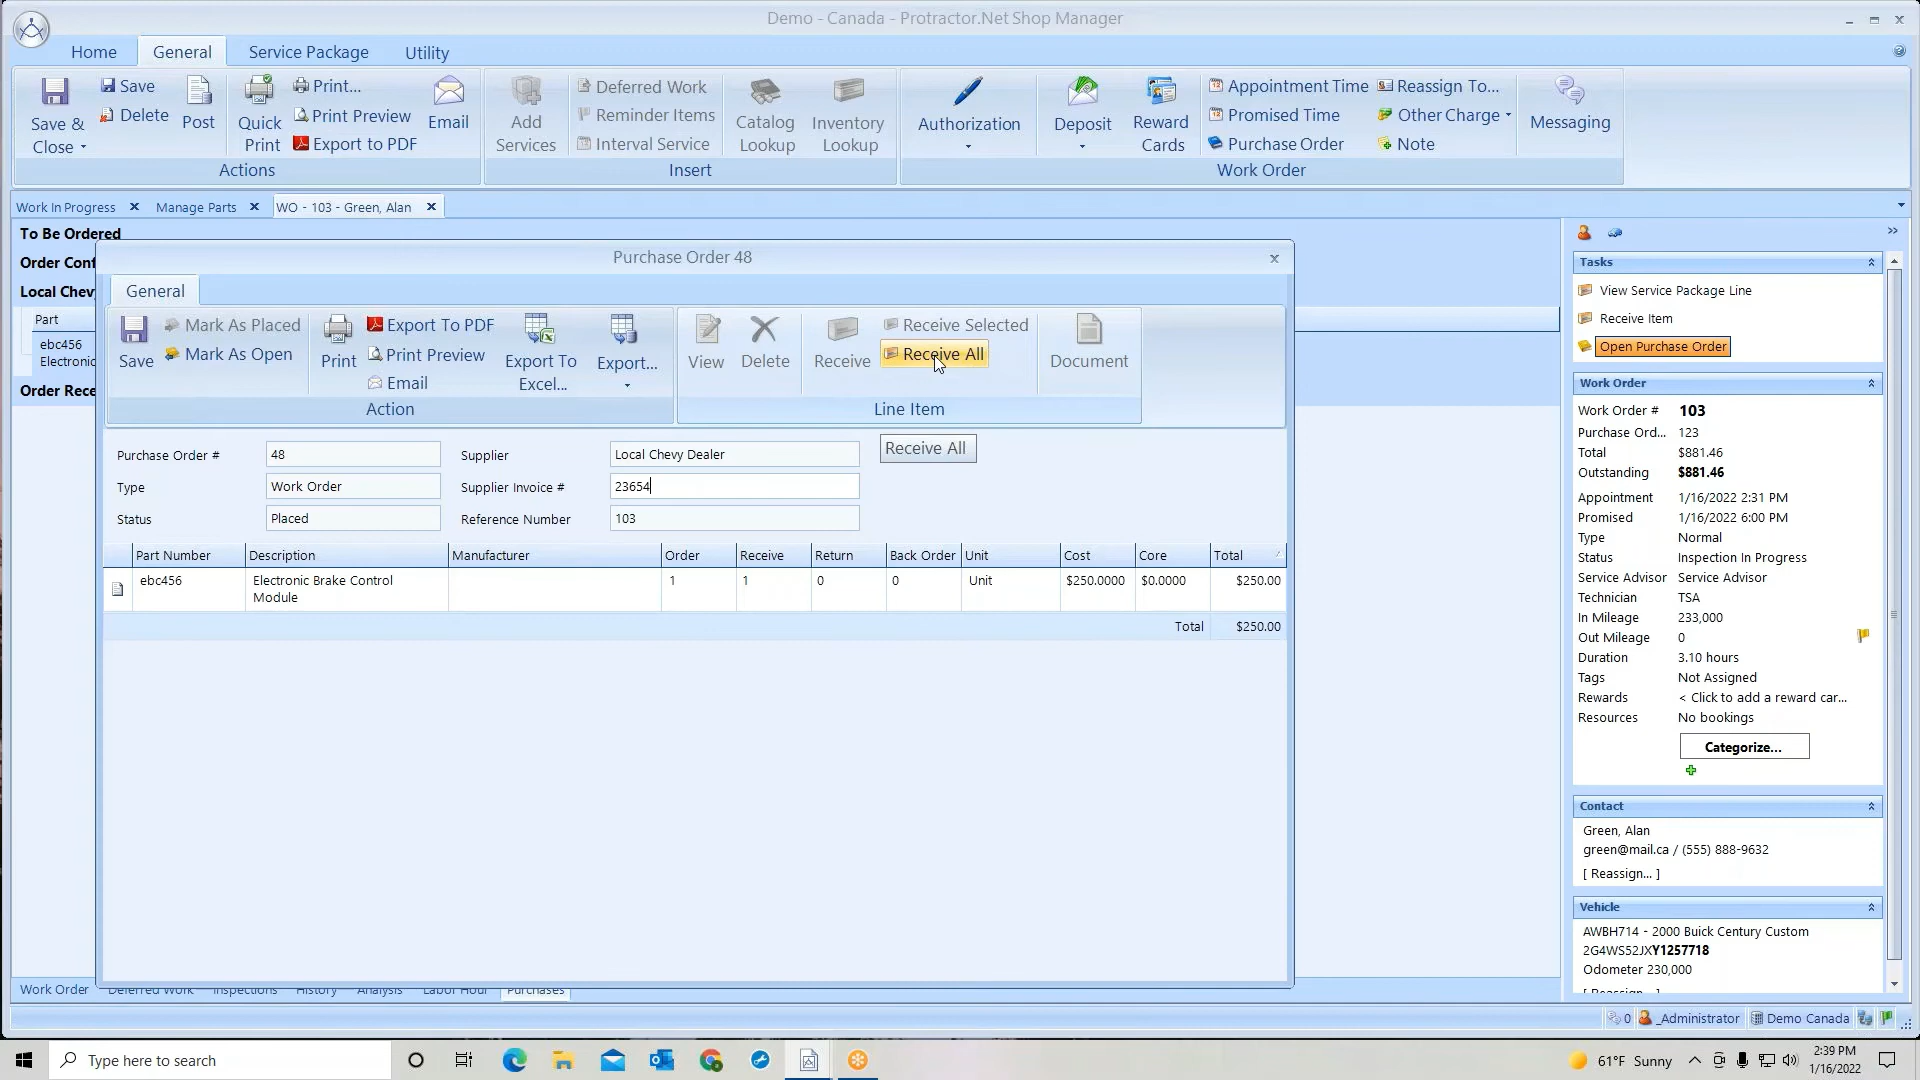 Demo - Canada - Protractor.Net Shop Manager
Home General Service Package Utility
Save & Close
Save
Delete
Post
Quick Print
Print...
Print Preview
Export to PDF
Email
Actions
Add Services
Deferred Work
Reminder Items
Interval Service
Catalog Lookup
Inventory Lookup
Insert
Authorization
Deposit
Reward Cards
Appointment Time
Promised Time
Purchase Order
Reassign To...
Other Charge
Note
Messaging
Work Order
Work In Progress Manage Parts WO - 103 - Green, Alan
To Be Ordered
Order Conf
Local Chev
Part
ebc456
Electronic
Order Rece
Purchase Order 48
General
Save
Mark As Placed
Mark As Open
Print
Export To PDF
Print Preview
Email
Export To Excel...
Export...
Action
View
Delete
Receive
Receive Selected
Receive All
Document
Line Item
Receive All
Purchase Order # 48 Supplier Local Chevy Dealer
Type Work Order Supplier Invoice # 23654
Status Placed Reference Number 103
Part Number Description Manufacturer Order Receive Return Back Order Unit Cost Core Total
ebc456 Electronic Brake Control Module 1 1 0 0 Unit $250.0000 $0.0000 $250.00
Total $250.00
Work Order Deferred Work Inspections History Analysis Labor Hour Purchases
Tasks
View Service Package Line
Receive Item
Open Purchase Order
Work Order
Work Order # 103
Purchase Ord... 123
Total $881.46
Outstanding $881.46
Appointment 1/16/2022 2:31 PM
Promised 1/16/2022 6:00 PM
Type Normal
Status Inspection In Progress
Service Advisor Service Advisor
Technician TSA
In Mileage 233,000
Out Mileage 0
Duration 3.10 hours
Tags Not Assigned
Rewards < Click to add a reward car...
Resources No bookings
Categorize...
Contact
Green, Alan
green@mail.ca / (555) 888-9632
[ Reassign... ]
Vehicle
AWBH714 - 2000 Buick Century Custom
2G4WS52JXY1257718
Odometer 230,000
[ Reassign... ]
0 _Administrator Demo Canada
Type here to search
61°F Sunny
2:39 PM
1/16/2022